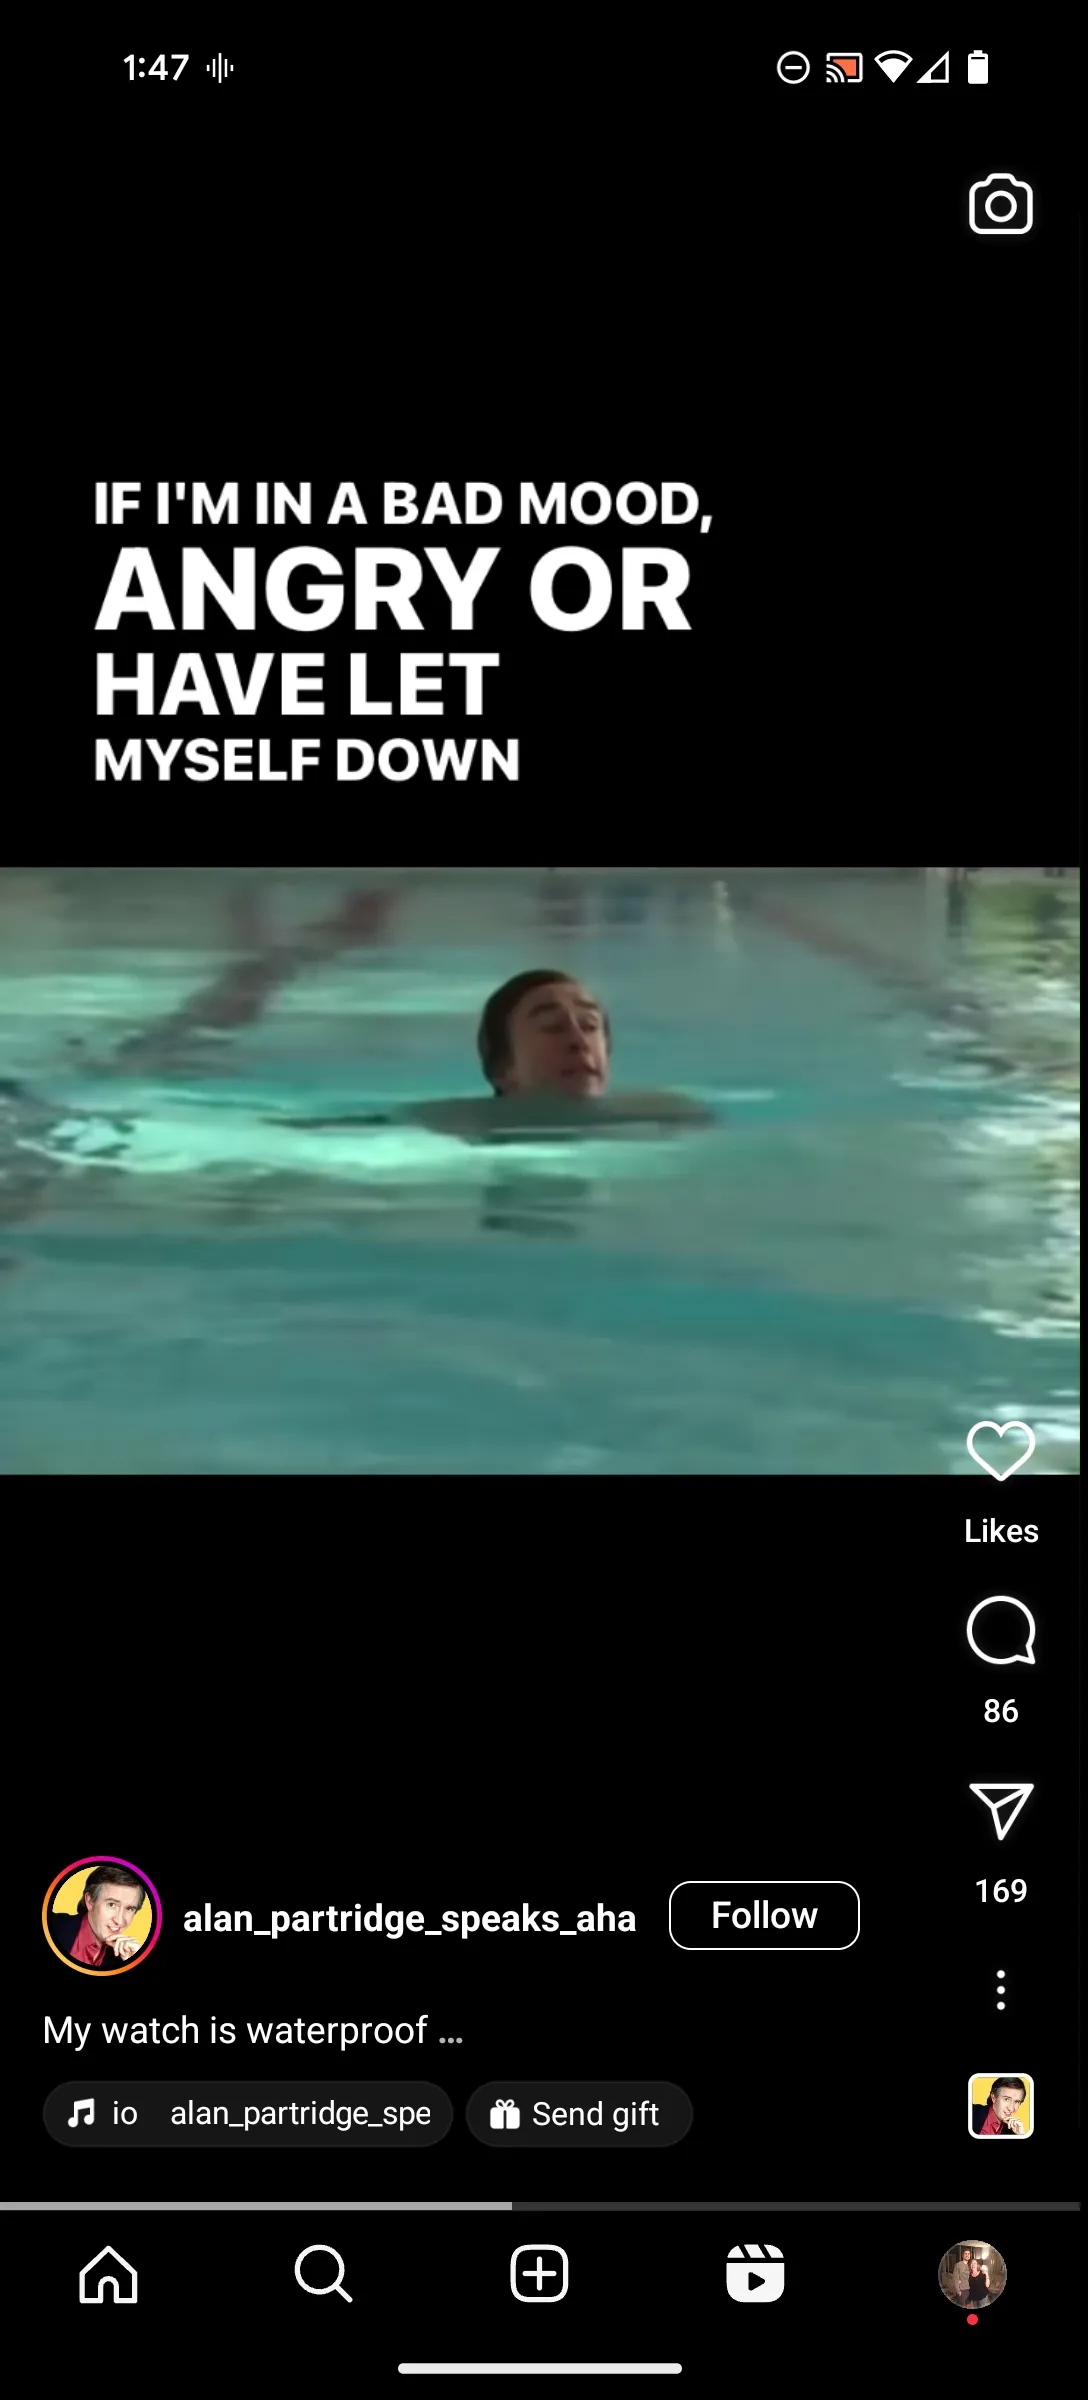 1:47
IF I'M IN A BAD MOOD,
ANGRY OR
HAVE LET
MYSELF DOWN
Likes
86
169
alan_partridge_speaks_aha
Follow
My watch is waterproof ...
io alan_partridge_spe
Send gift